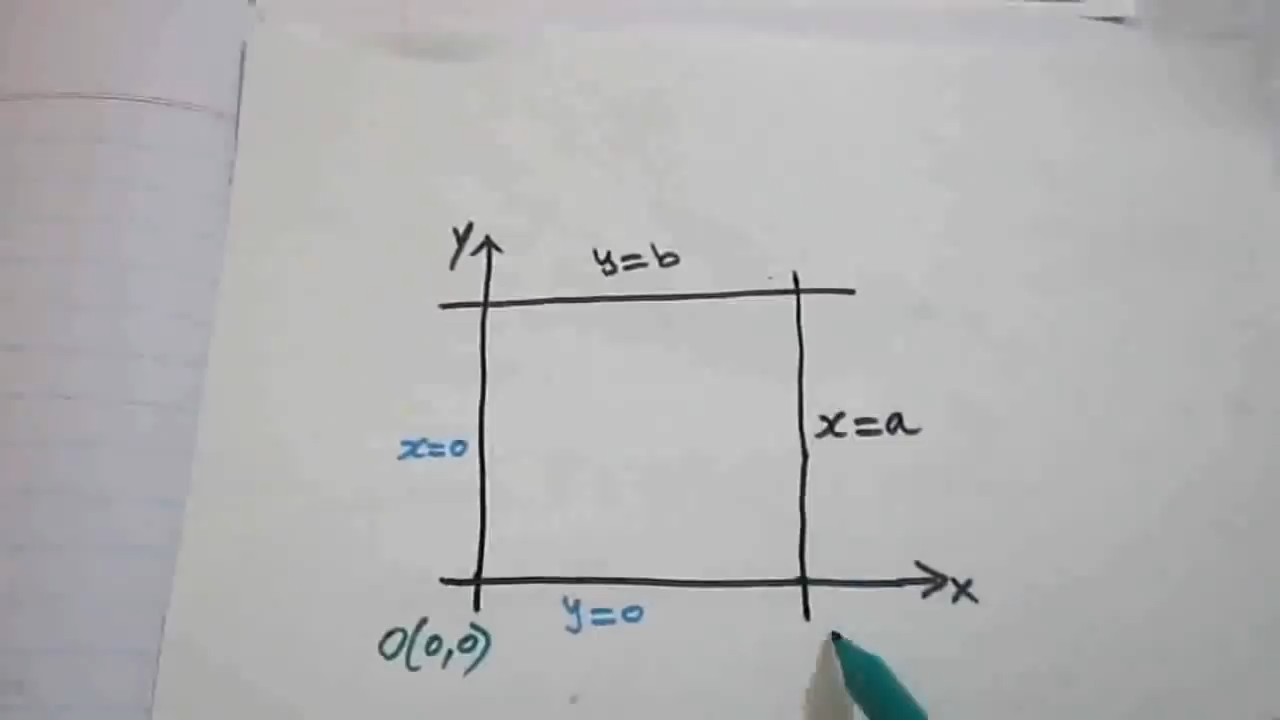 y
y=b
x=a
x=0
x
y=0
O(0,0)